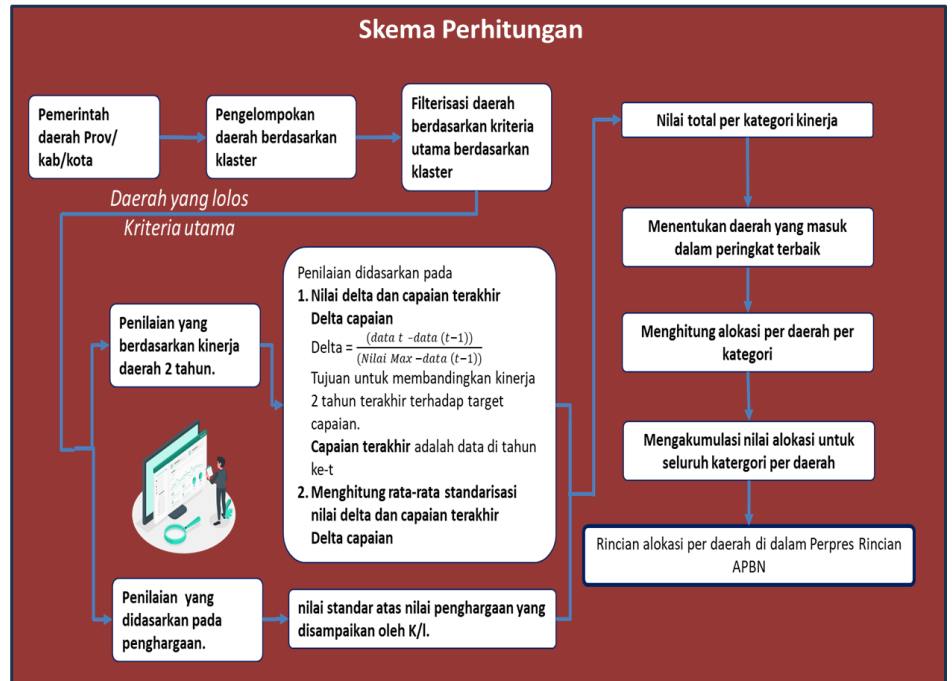 Skema Perhitungan
Pemerintah
daerah Prov/
kab/kota
Pengelompokan
daerah berdasarkan
klaster
Filterisasi daerah
berdasarkan kriteria
utama berdasarkan
klaster
Daerah yang lolos
Kriteria utama
Penilaian yang
berdasarkan kinerja
daerah 2 tahun.
Penilaian didasarkan pada
1. Nilai delta dan capaian terakhir
Delta capaian
Delta = (data t -data (t-1)) / (Nilai Max -data (t-1))
Tujuan untuk membandingkan kinerja
2 tahun terakhir terhadap target
capaian.
Capaian terakhir adalah data di tahun
ke-t
2. Menghitung rata-rata standarisasi
nilai delta dan capaian terakhir
Delta capaian
Penilaian yang
didasarkan pada
penghargaan.
nilai standar atas nilai penghargaan yang
disampaikan oleh K/l.
Nilai total per kategori kinerja
Menentukan daerah yang masuk
dalam peringkat terbaik
Menghitung alokasi per daerah per
kategori
Mengakumulasi nilai alokasi untuk
seluruh katergori per daerah
Rincian alokasi per daerah di dalam Perpres Rincian
APBN